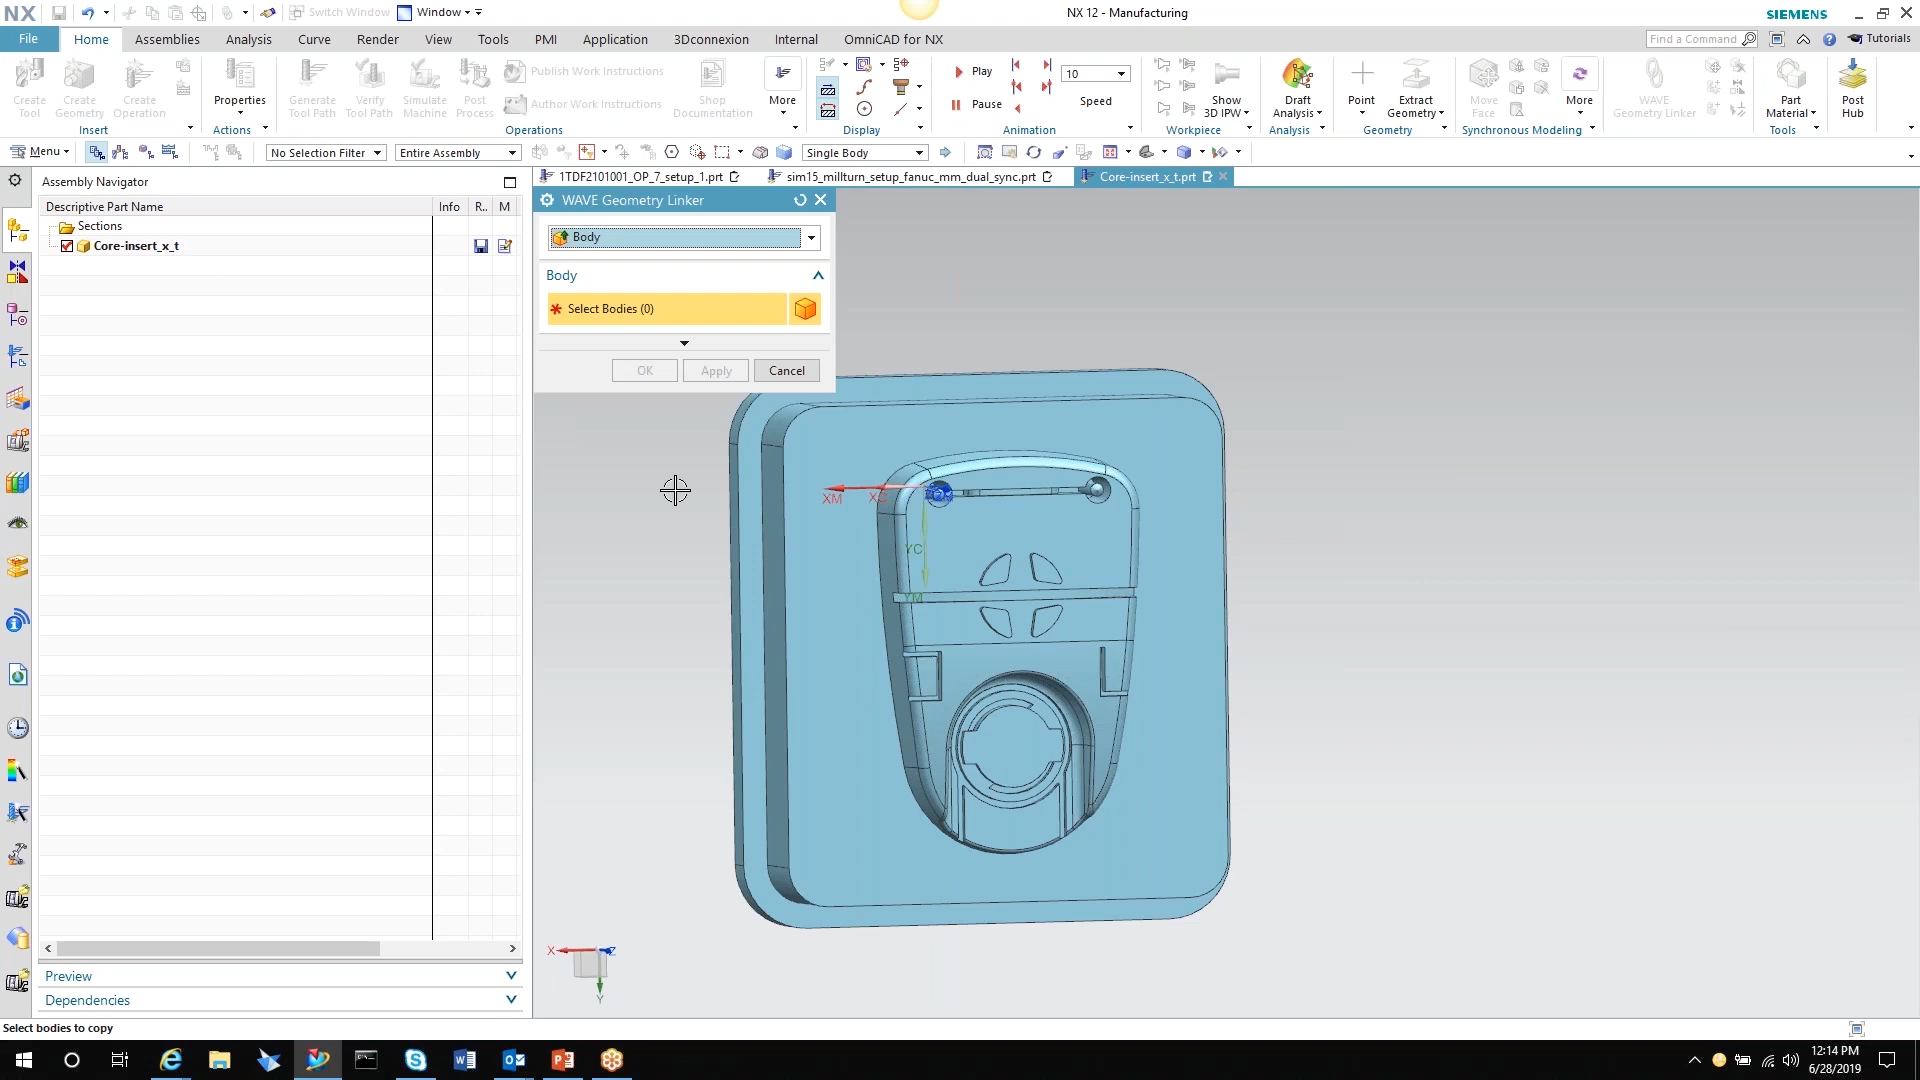 NX
Switch Window
Window
NX 12 - Manufacturing
SIEMENS
File
Home
Assemblies
Analysis
Curve
Render
View
Tools
PMI
Application
3Dconnexion
Internal
OmniCAD for NX
Find a Command
Tutorials
Create Tool
Create Geometry
Create Operation
Properties
Generate Tool Path
Verify Tool Path
Simulate Machine
Post Process
Publish Work Instructions
Author Work Instructions
Shop Documentation
More
Play
Pause
10
Speed
Show 3D IPW
Draft Analysis
Point
Extract Geometry
Move Face
More
WAVE Geometry Linker
Part Material
Post Hub
Insert
Actions
Operations
Display
Animation
Workpiece
Analysis
Geometry
Synchronous Modeling
Tools
Menu
No Selection Filter
Entire Assembly
Single Body
Assembly Navigator
1TDF2101001_OP_7_setup_1.prt
sim15_millturn_setup_fanuc_mm_dual_sync.prt
Core-insert_x_t.prt
Descriptive Part Name
Info
R..
M
Sections
Core-insert_x_t
WAVE Geometry Linker
Body
Body
* Select Bodies (0)
OK
Apply
Cancel
XM
XC
YC
YM
X
Z
Y
Preview
Dependencies
Select bodies to copy
12:14 PM
6/28/2019